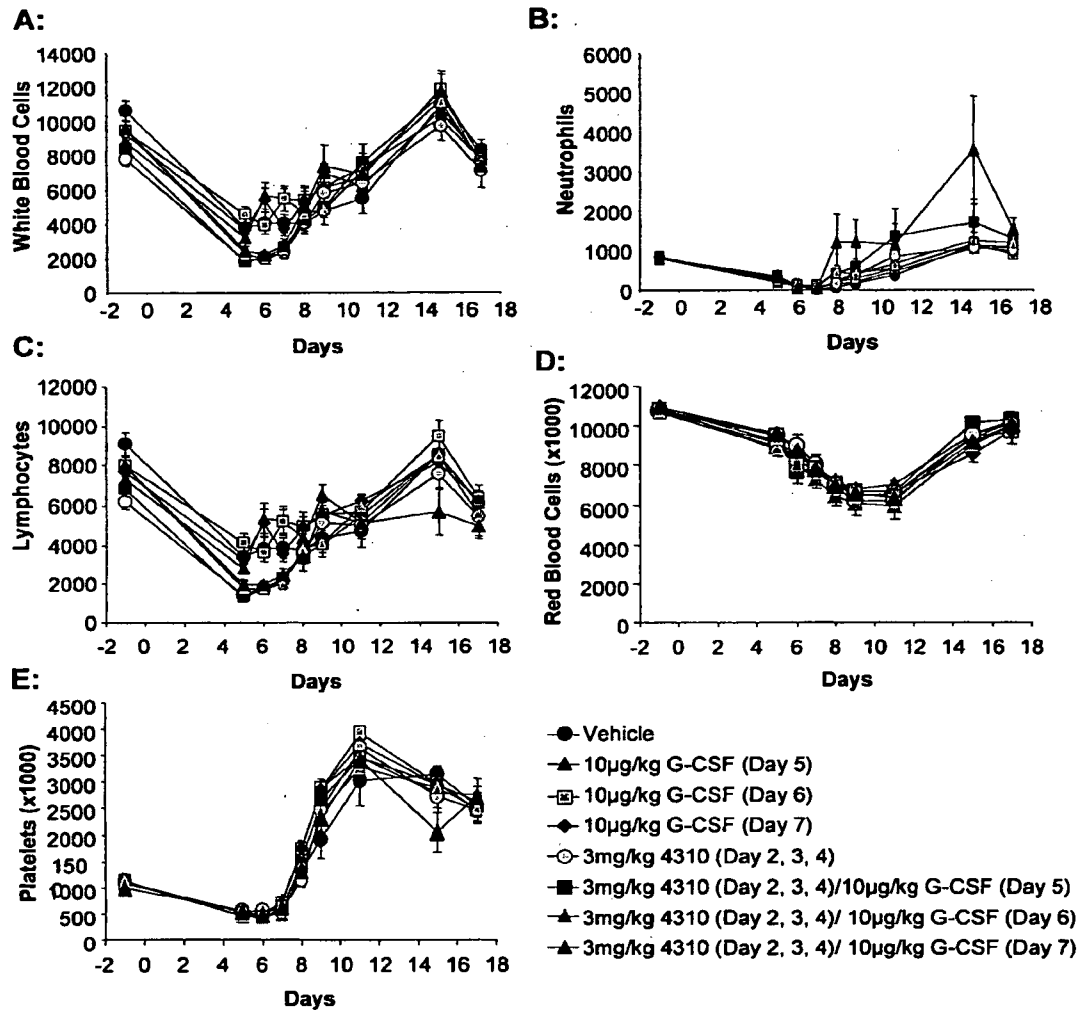 A:
White Blood Cells
14000
12000
10000
8000
6000
4000
2000
0
-2 0 2 4 6 8 10 12 14 16 18
Days
B:
Neutrophils
6000
5000
4000
3000
2000
1000
0
-2 0 2 4 6 8 10 12 14 16 18
Days
C:
Lymphocytes
12000
10000
8000
6000
4000
2000
0
-2 0 2 4 6 8 10 12 14 16 18
Days
D:
Red Blood Cells (x1000)
12000
10000
8000
6000
4000
2000
0
-2 0 2 4 6 8 10 12 14 16 18
Days
E:
Platelets (x1000)
4500
4000
3500
3000
2500
2000
150
1000
500
0
-2 0 2 4 6 8 10 12 14 16 18
Days
Vehicle
10µg/kg G-CSF (Day 5)
10µg/kg G-CSF (Day 6)
10µg/kg G-CSF (Day 7)
3mg/kg 4310 (Day 2, 3, 4)
3mg/kg 4310 (Day 2, 3, 4)/10µg/kg G-CSF (Day 5)
3mg/kg 4310 (Day 2, 3, 4)/ 10µg/kg G-CSF (Day 6)
3mg/kg 4310 (Day 2, 3, 4)/ 10µg/kg G-CSF (Day 7)